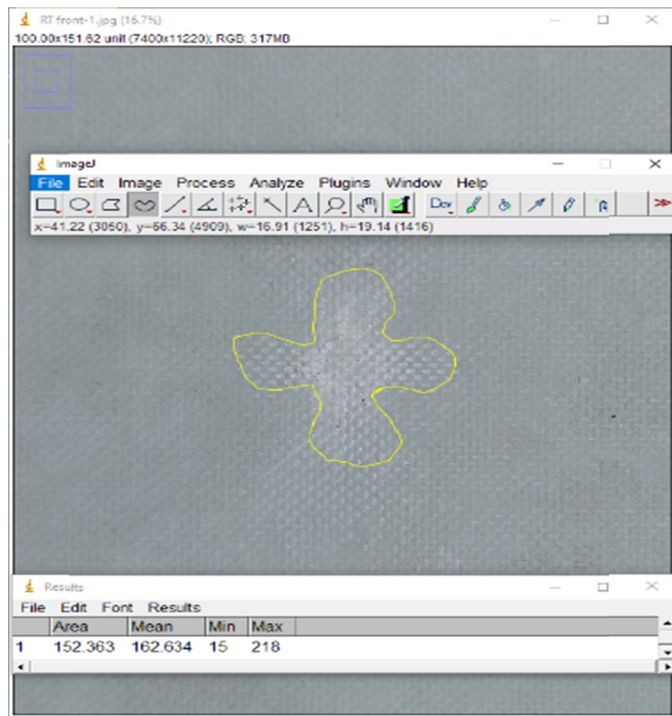 RT front-1.jpg (16.7%)
100.00x151.62 unit (7400x11220); RGB; 317MB
ImageJ
File Edit Image Process Analyze Plugins Window Help
A Dev
x=41.22 (3050), y=66.34 (4909), w=16.91 (1251), h=19.14 (1416)
Results
File Edit Font Results
Area Mean Min Max
1 152.363 162.634 15 218